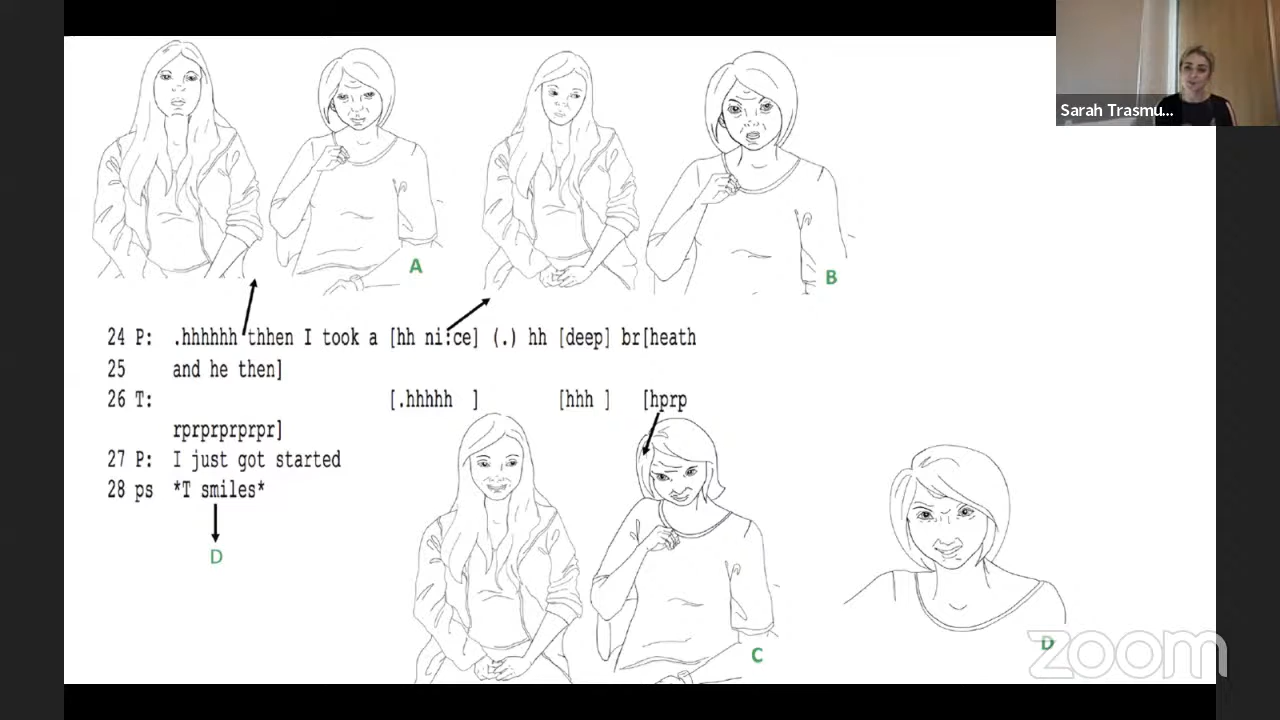 Sarah Trasmu...
A
B
24 P: .hhhhhh thhen I took a [hh ni:ce] (.) hh [deep] br[heath
25 and he then]
26 T: [.hhhhh ] [hhh ] [hprp
rprprprprpr]
27 P: I just got started
28 ps *T smiles*
D
C
D
zoom